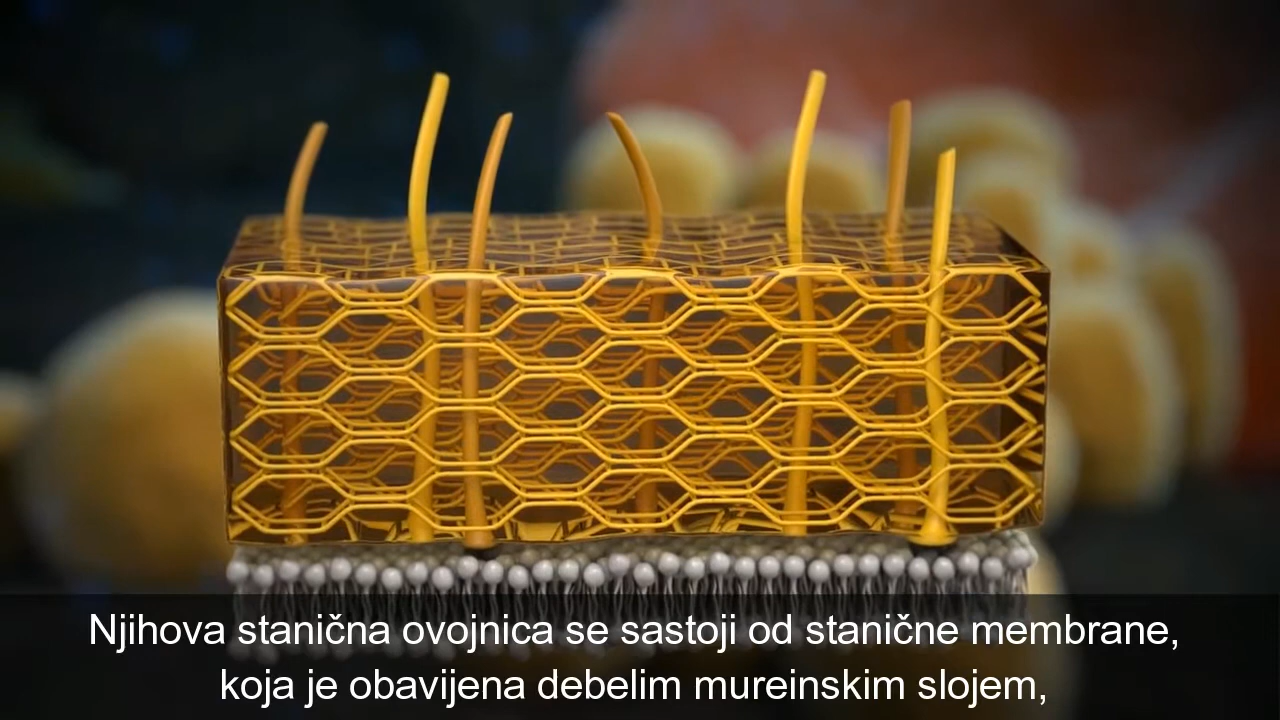 Njihova stanična ovojnica se sastoji od stanične membrane,
koja je obavijena debelim mureinskim slojem,